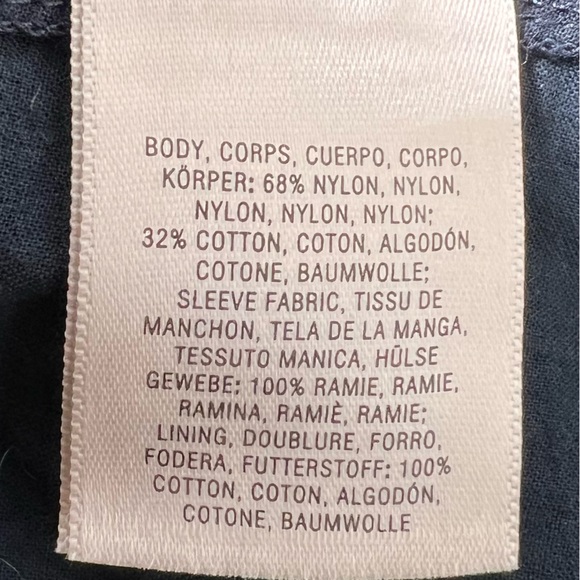 BODY, CORPS, CUERPO, CORPO,
KÖRPER: 68% NYLON, NYLON,
NYLON, NYLON, NYLON;
32% COTTON, COTON, ALGODÓN,
COTONE, BAUMWOLLE;
SLEEVE FABRIC, TISSU DE
MANCHON, TELA DE LA MANGA,
TESSUTO MANICA, HÜLSE
GEWEBE: 100% RAMIE, RAMIE,
RAMINA, RAMIÈ, RAMIE;
LINING, DOUBLURE, FORRO,
FODERA, FUTTERSTOFF: 100%
COTTON, COTON, ALGODÓN,
COTONE, BAUMWOLLE